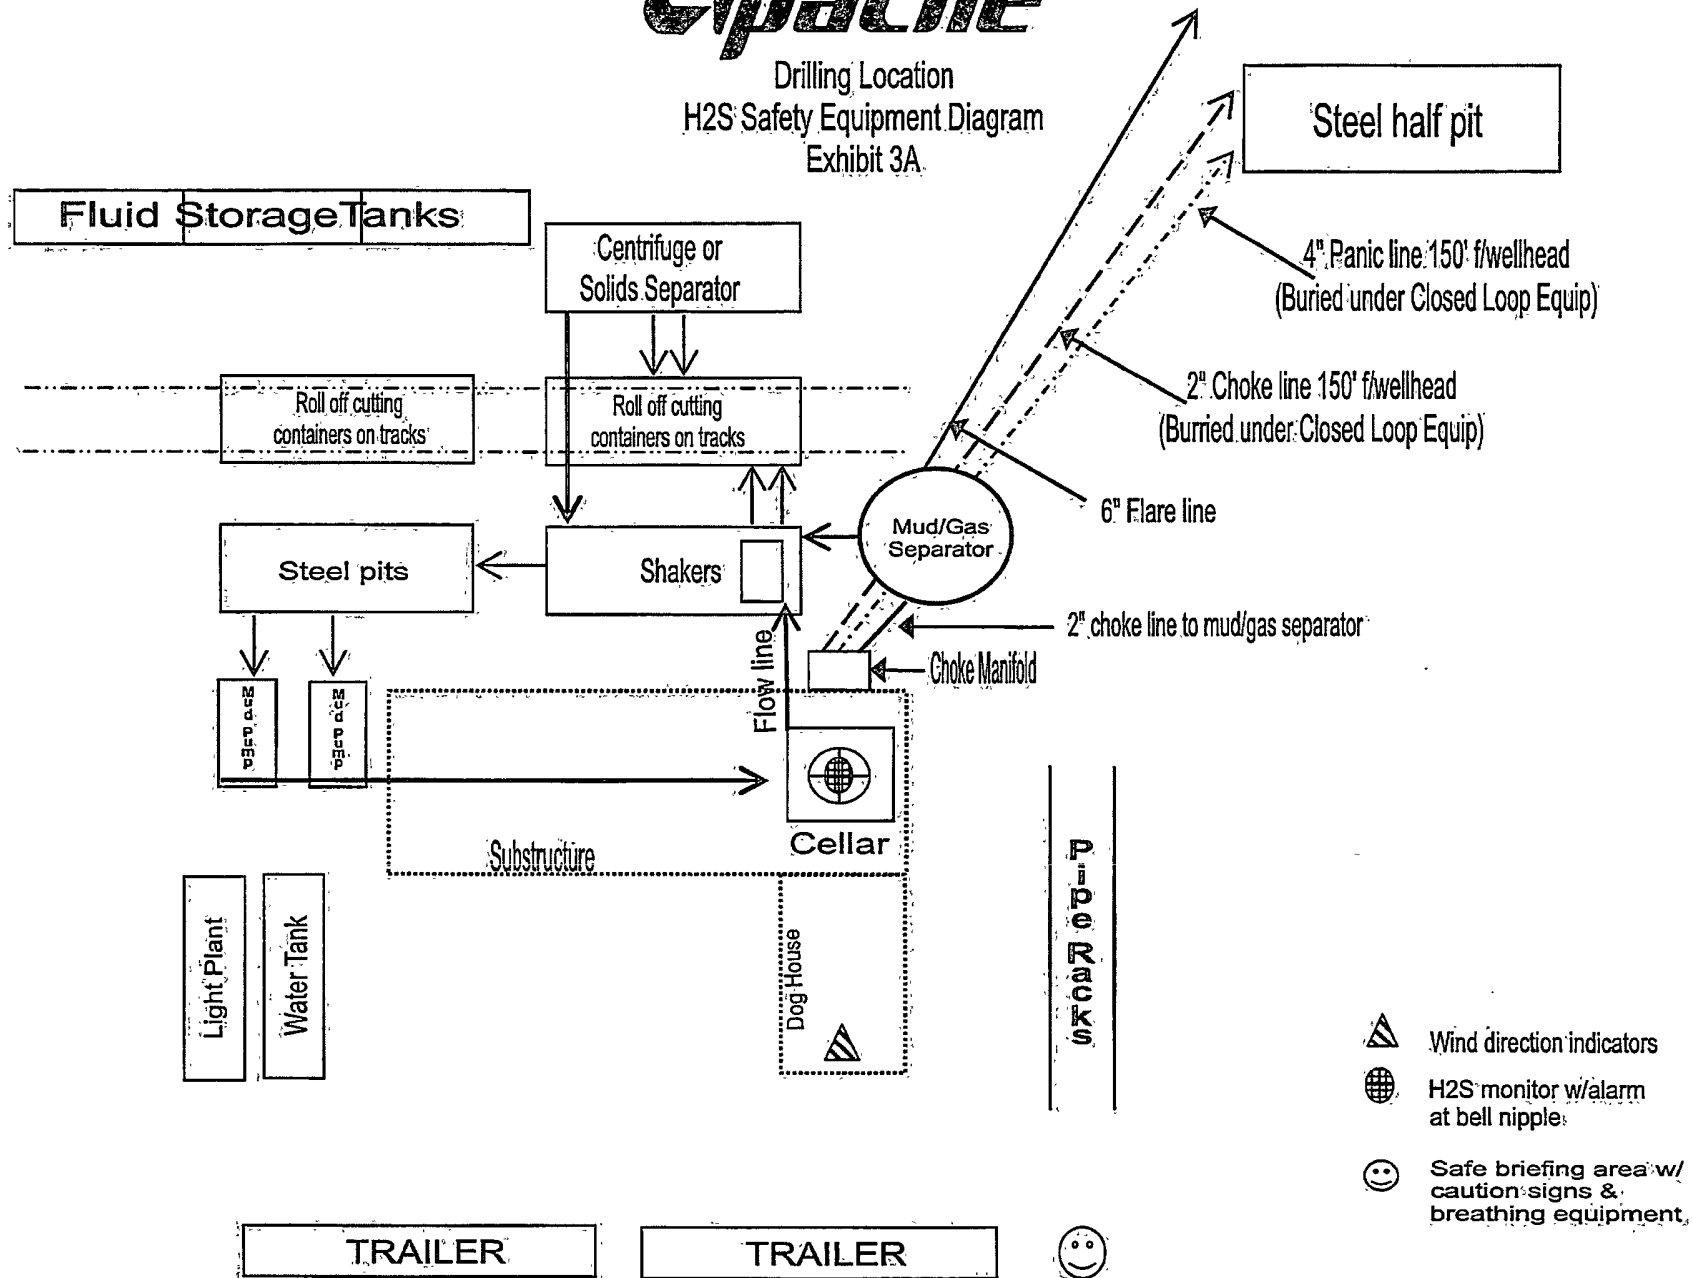 Apache
Drilling Location
H2S Safety Equipment Diagram
Exhibit 3A
Steel half pit
Fluid StorageTanks
Centrifuge or
Solids Separator
4" Panic line 150' f/wellhead
(Buried under Closed Loop Equip)
Roll off cutting
containers on tracks
Roll off cutting
containers on tracks
2" Choke line 150' f/wellhead
(Burried under Closed Loop Equip)
6" Flare line
Mud/Gas
Separator
Steel pits
Shakers
2" choke line to mud/gas separator
Flow line
Choke Manifold
Mud Pump
Mud Pump
Cellar
Substructure
Pipe Racks
Light Plant
Water Tank
Dog House
Wind direction indicators
H2S monitor w/alarm
at bell nipple
Safe briefing area w/
caution signs &
breathing equipment
TRAILER
TRAILER